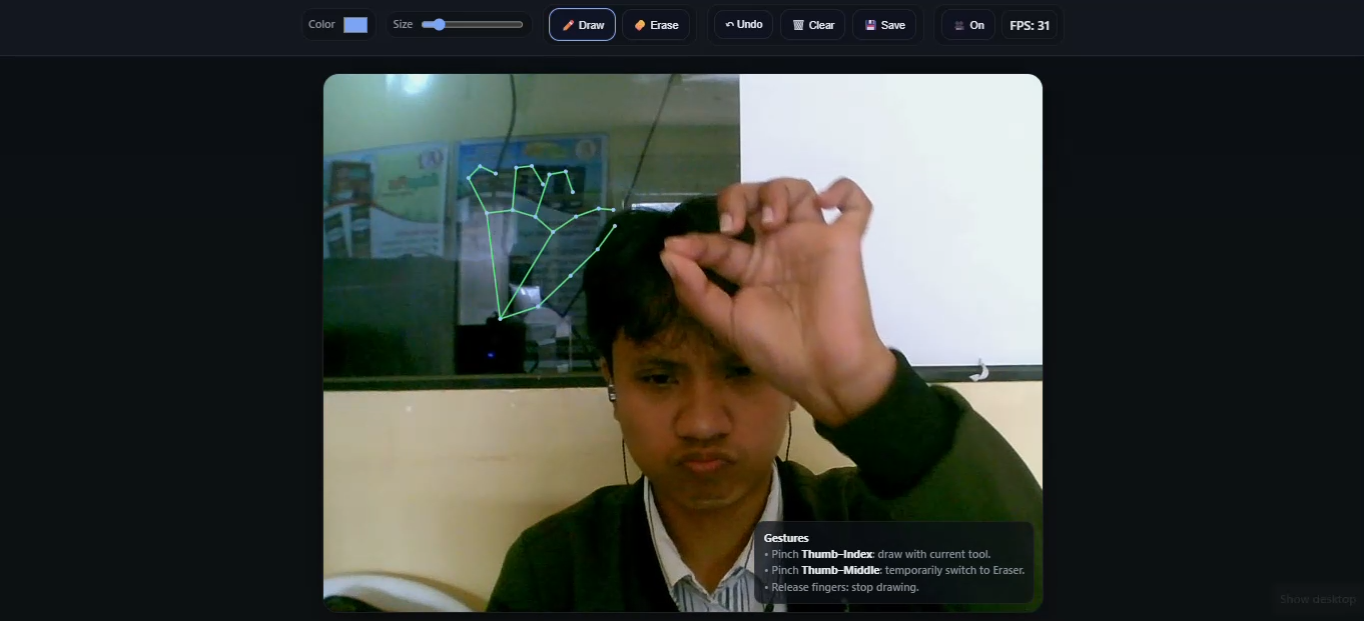 Color Size Draw Erase Undo Clear Save On FPS: 31
Gestures
• Pinch Thumb–Index: draw with current tool.
• Pinch Thumb–Middle: temporarily switch to Eraser.
• Release fingers: stop drawing.
Show desktop